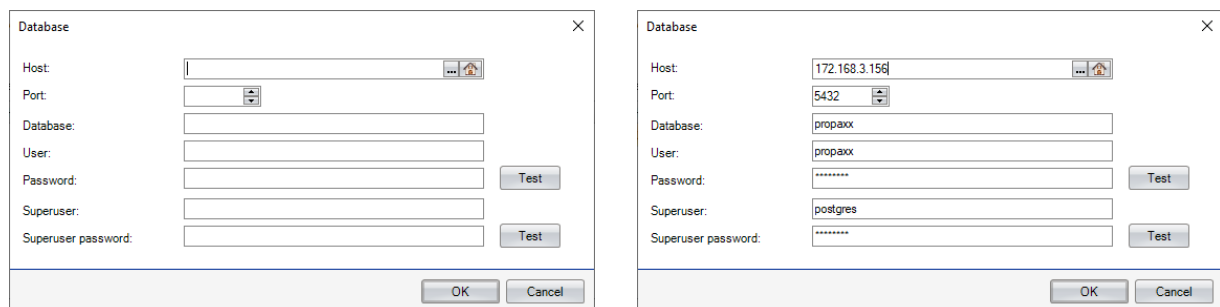 Database
Host:
...
Port:
Database:
User:
Password:
Test
Superuser:
Superuser password:
Test
OK
Cancel
Database
Host:
172.168.3.156
...
Port:
5432
Database:
propaxx
User:
propaxx
Password:
********
Test
Superuser:
postgres
Superuser password:
********
Test
OK
Cancel